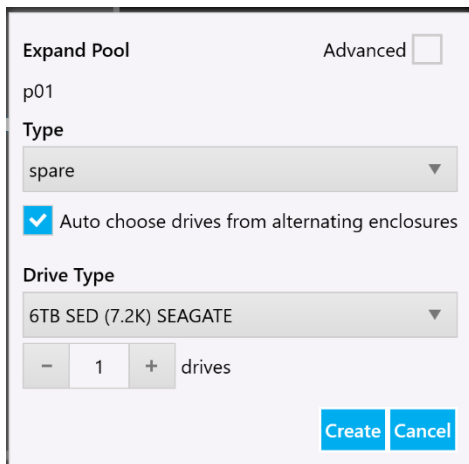 Expand Pool Advanced
p01
Type
spare
Auto choose drives from alternating enclosures
Drive Type
6TB SED (7.2K) SEAGATE
− 1 + drives
Create Cancel